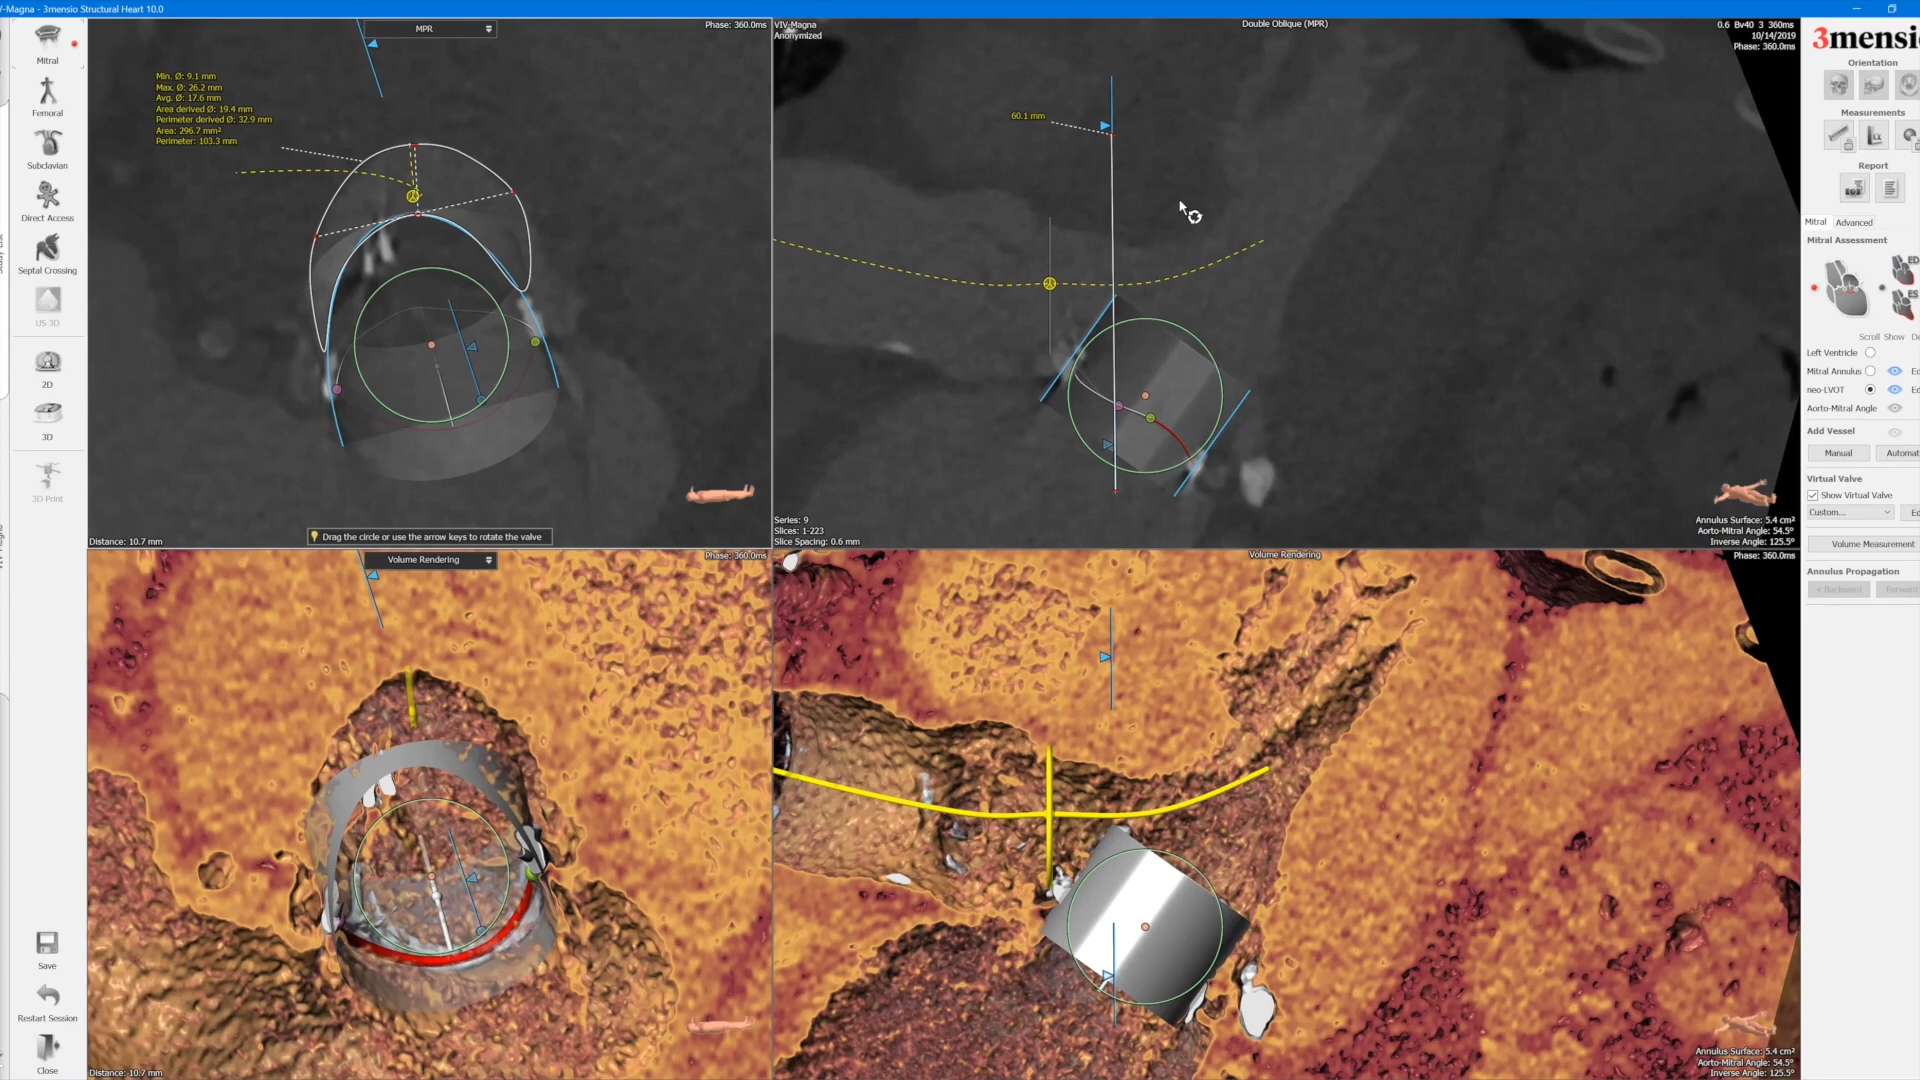 V-Magna - 3mensio Structural Heart 10.0
Mitral
Femoral
Subclavian
Direct Access
Septal Crossing
US 3D
2D
3D
3D Print
Save
Restart Session
Close
MPR
Phase: 360.0ms
Min. Ø: 9.1 mm
Max. Ø: 26.2 mm
Avg. Ø: 17.6 mm
Area derived Ø: 19.4 mm
Perimeter derived Ø: 32.9 mm
Area: 296.7 mm²
Perimeter: 103.3 mm
Distance: 10.7 mm
Drag the circle or use the arrow keys to rotate the valve
VIV-Magna
Anonymized
Double Oblique (MPR)
0.6 Bv40 3 360ms
10/14/2019
Phase: 360.0ms
60.1 mm
Series: 9
Slices: 1-223
Slice Spacing: 0.6 mm
Annulus Surface: 5.4 cm²
Aorto-Mitral Angle: 54.5°
Inverse Angle: 125.5°
Volume Rendering
Phase: 360.0ms
Distance: 10.7 mm
Volume Rendering
Phase: 360.0ms
Annulus Surface: 5.4 cm²
Aorto-Mitral Angle: 54.5°
Inverse Angle: 125.5°
3mensio
Orientation
Measurements
Report
Mitral Advanced
Mitral Assessment
ED
ES
Scroll Show De
Left Ventricle
Mitral Annulus Ed
neo-LVOT Ed
Aorto-Mitral Angle
Add Vessel
Manual Automat
Virtual Valve
Show Virtual Valve
Custom... Ed
Volume Measurement
Annulus Propagation
< Backward Forward